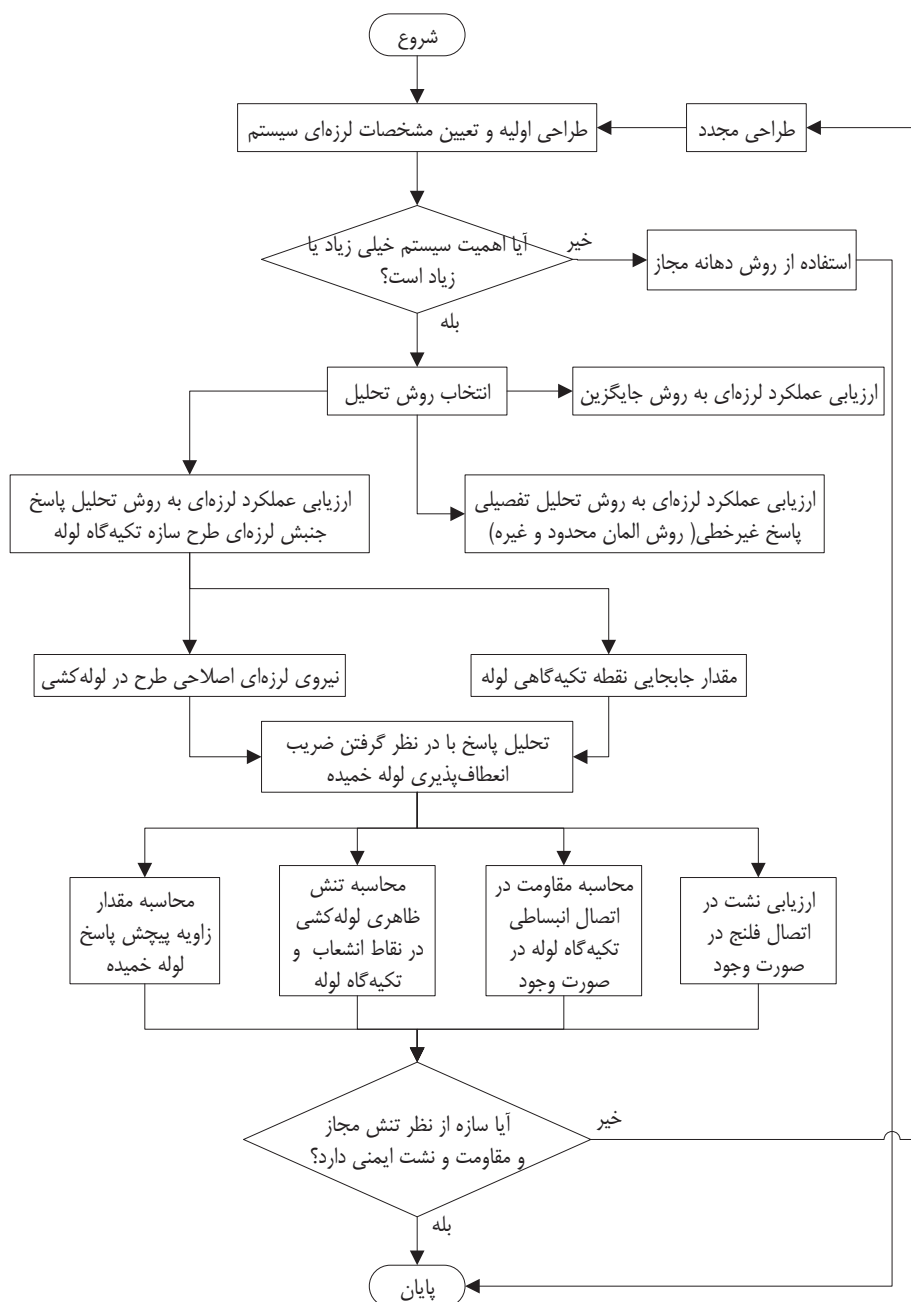 شروع
طراحی اولیه و تعیین مشخصات لرزه‌ای سیستم
طراحی مجدد
آیا اهمیت سیستم خیلی زیاد یا
زیاد است؟
خیر
استفاده از روش دهانه مجاز
بله
انتخاب روش تحلیل
ارزیابی عملکرد لرزه‌ای به روش جایگزین
ارزیابی عملکرد لرزه‌ای به روش تحلیل تفصیلی
پاسخ غیرخطی( روش المان محدود و غیره)
ارزیابی عملکرد لرزه‌ای به روش تحلیل پاسخ
جنبش لرزه‌ای طرح سازه تکیه‌گاه لوله
مقدار جابجایی نقطه تکیه‌گاهی لوله
نیروی لرزه‌ای اصلاحی طرح در لوله‌کشی
تحلیل پاسخ با در نظر گرفتن ضریب
انعطاف‌پذیری لوله خمیده
ارزیابی نشت در
اتصال فلنج در
صورت وجود
محاسبه مقاومت در
اتصال انبساطی
تکیه‌گاه لوله در
صورت وجود
محاسبه تنش
ظاهری لوله‌کشی
در نقاط انشعاب و
تکیه‌گاه لوله
محاسبه مقدار
زاویه پیچش پاسخ
لوله خمیده
آیا سازه از نظر تنش مجاز
و مقاومت و نشت ایمنی دارد؟
خیر
بله
پایان